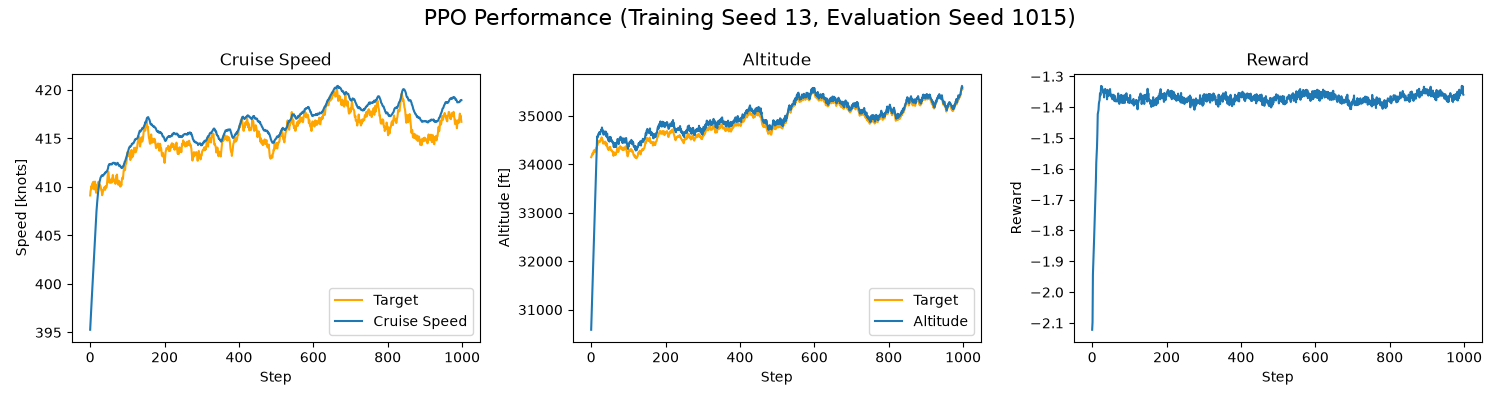 PPO Performance (Training Seed 13, Evaluation Seed 1015)
Cruise Speed
Speed [knots]
420
415
410
405
400
395
0 200 400 600 800 1000
Step
Target
Cruise Speed
Altitude
Altitude [ft]
35000
34000
33000
32000
31000
0 200 400 600 800 1000
Step
Target
Altitude
Reward
Reward
−1.3
−1.4
−1.5
−1.6
−1.7
−1.8
−1.9
−2.0
−2.1
0 200 400 600 800 1000
Step